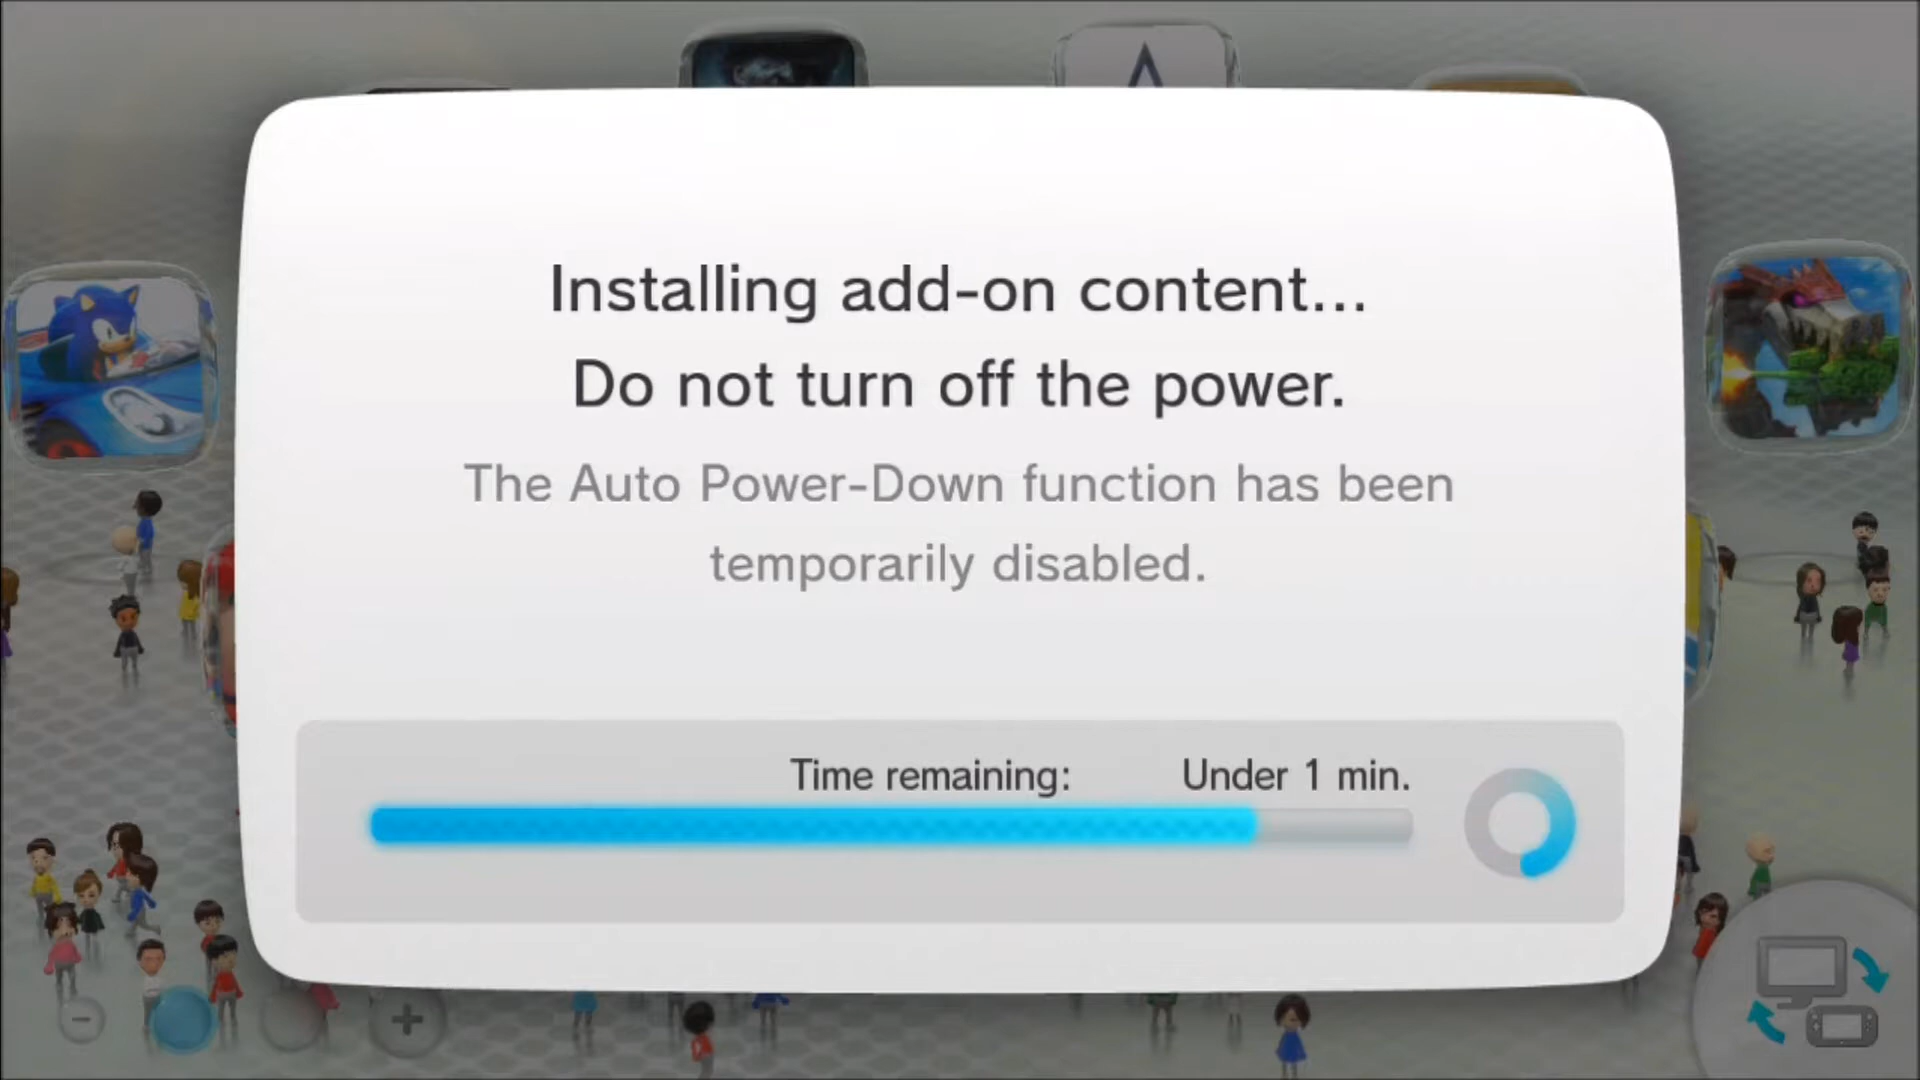 Installing add-on content...
Do not turn off the power.
The Auto Power-Down function has been
temporarily disabled.
Time remaining: Under 1 min.